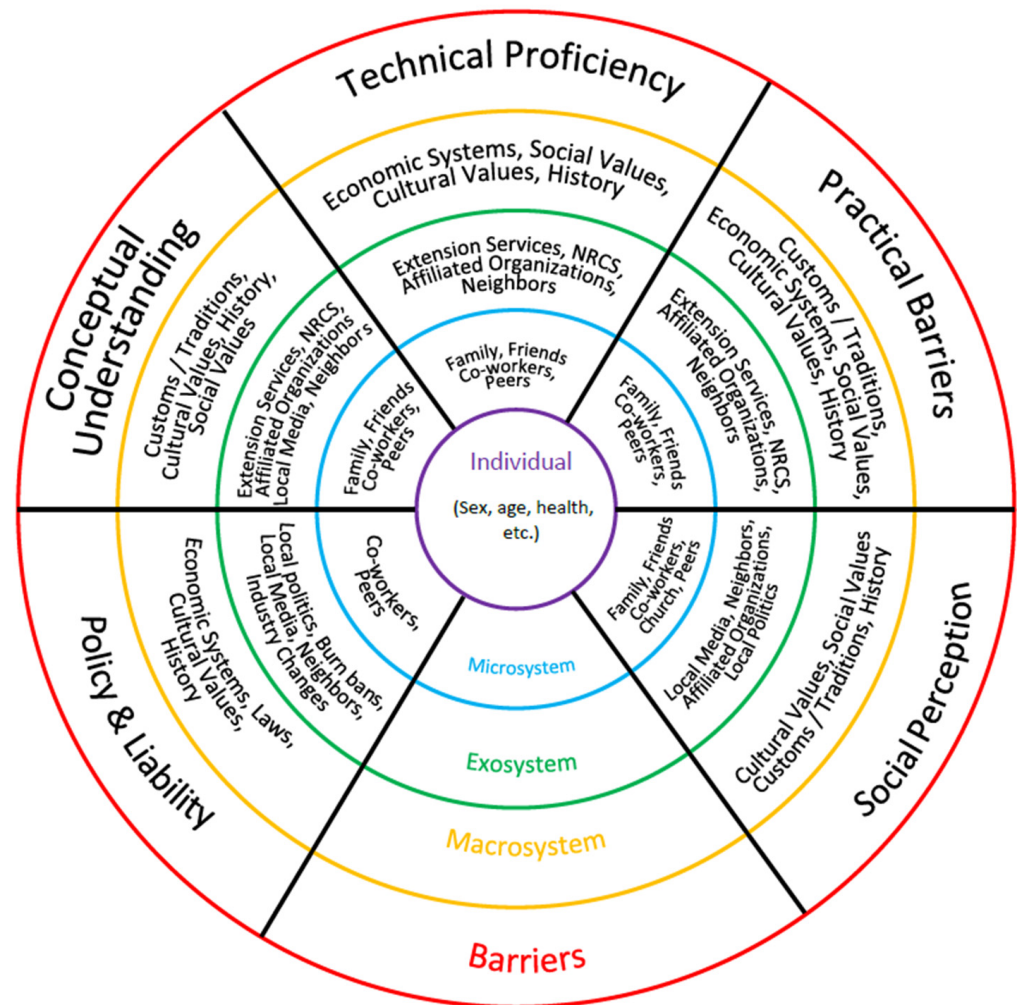 Technical Proficiency
Economic Systems, Social Values,
Cultural Values, History
Extension Services, NRCS,
Affiliated Organizations,
Neighbors
Family, Friends
Co-workers,
Peers
Practical Barriers
Customs / Traditions,
Economic Systems, Social Values,
Cultural Values, History
Extension Services, NRCS,
Affiliated Organizations,
Neighbors
Family, Friends
Co-workers,
Peers
Conceptual
Understanding
Customs / Traditions,
Cultural Values, History,
Social Values
Extension Services, NRCS,
Affiliated Organizations,
Local Media, Neighbors
Family, Friends
Co-workers,
Peers
Individual
(Sex, age, health,
etc.)
Policy & Liability
Economic Systems, Laws,
Cultural Values,
History
Local politics, Burn bans,
Local Media, Neighbors,
Industry Changes
Co-workers,
Peers
Social Perception
Cultural Values, Social Values
Customs / Traditions, History
Local Media, Neighbors,
Affiliated Organizations,
Local Politics
Family, Friends
Co-workers,
Church, Peers
Microsystem
Exosystem
Macrosystem
Barriers